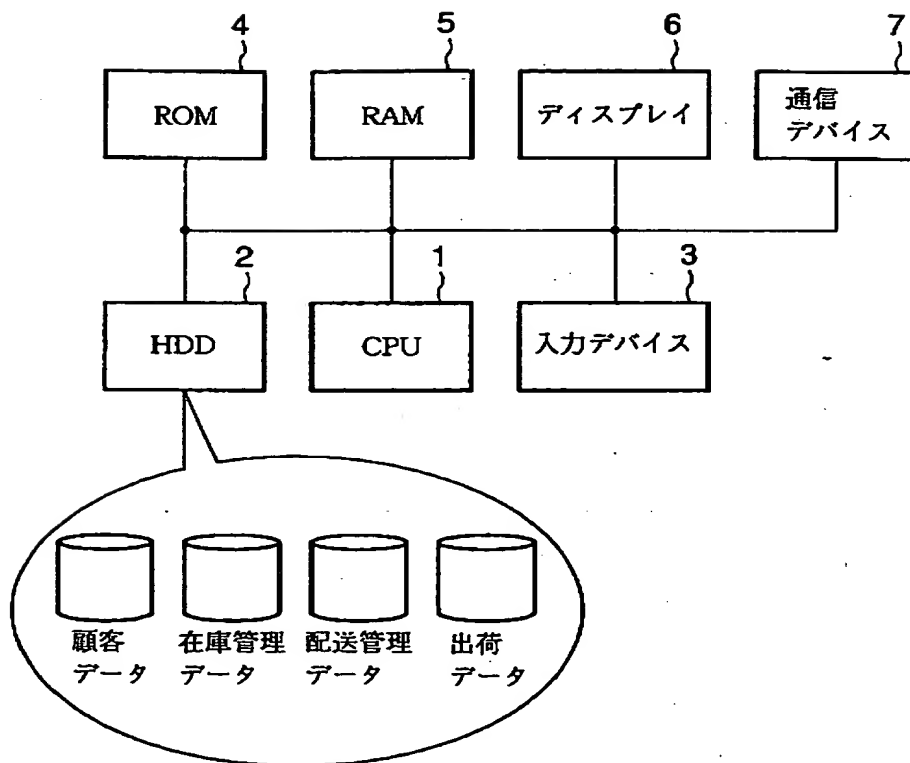 4
5
6
7
ROM
RAM
ディスプレイ
通信
デバイス
2
1
3
HDD
CPU
入力デバイス
顧客
データ
在庫管理
データ
配送管理
データ
出荷
データ